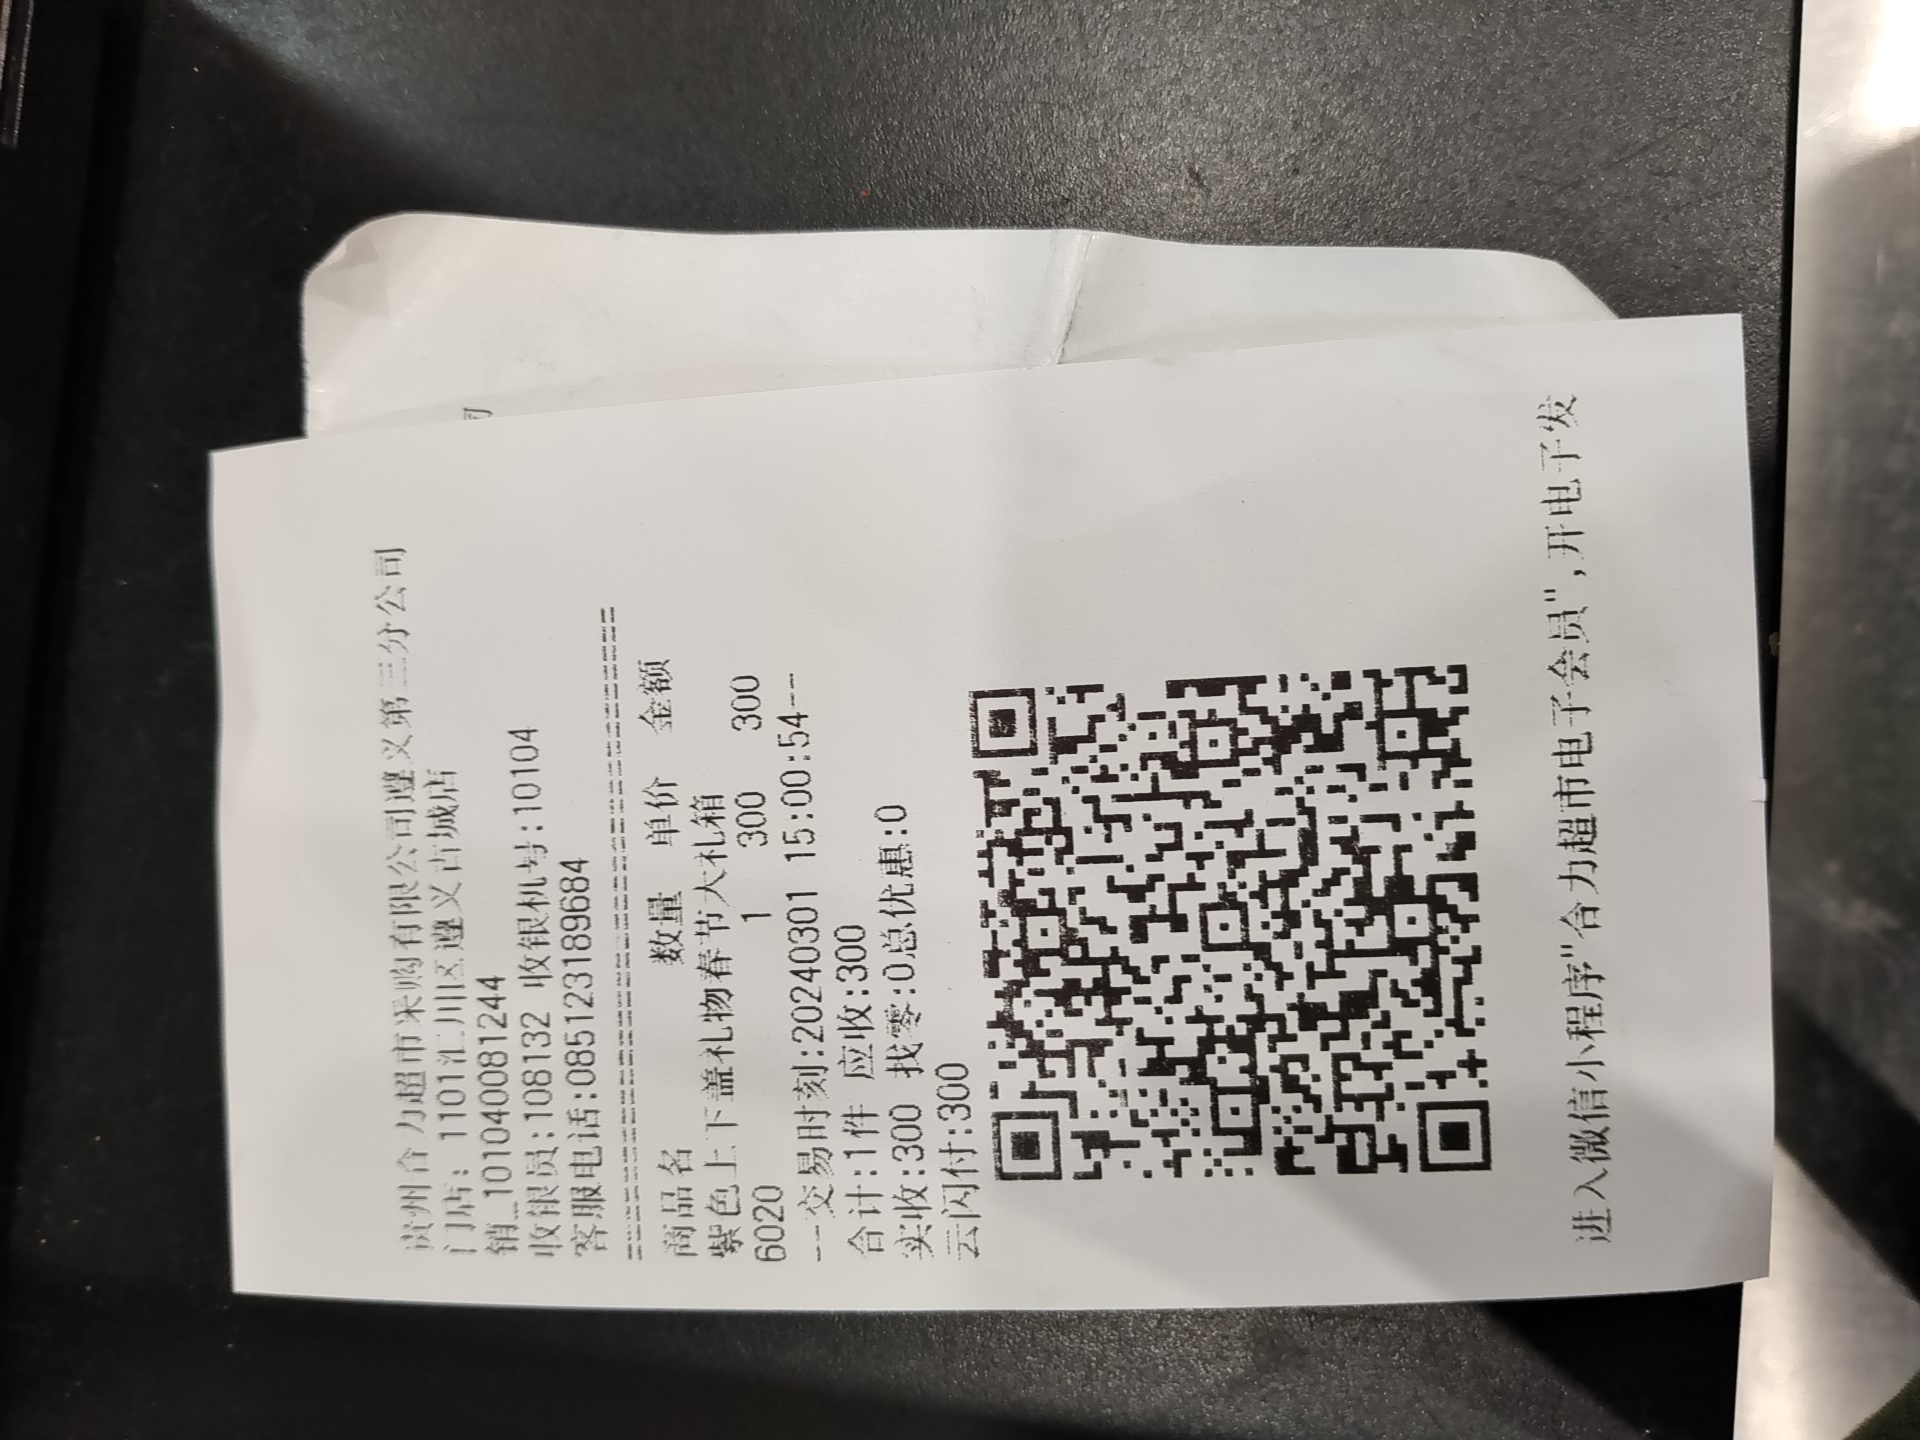 贵州合力超市采购有限公司遵义第三分公司
门店: 1101汇川区遵义古城店
销_101040081244
收银员:108132 收银机号:10104
客服电话:085123189684
商品名 数量 单价 金额
紫色上下盖礼物春节大礼箱
6020 1 300 300
---交易时刻:20240301 15:00:54---
合计:1件 应收:300
实收:300 找零:0总优惠:0
云闪付:300
进入微信小程序"合力超市电子会员",开电子发
司